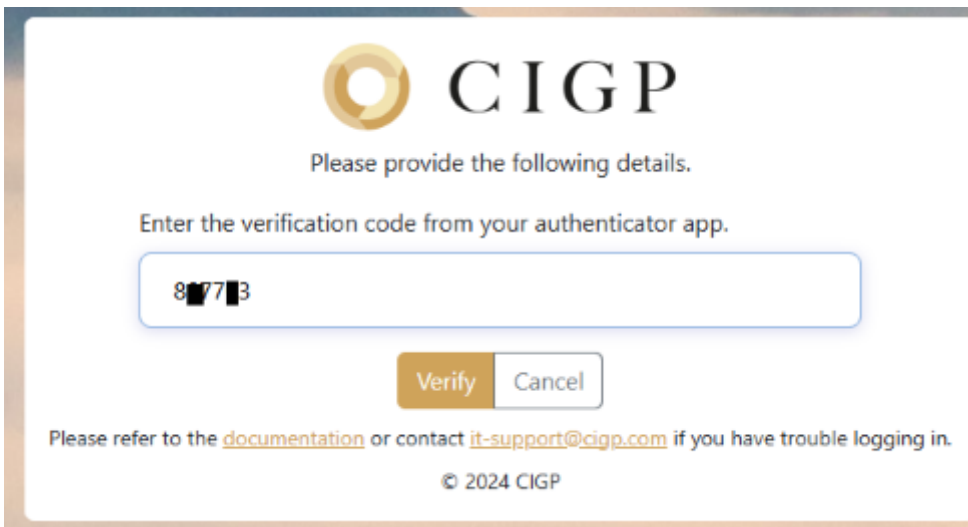 CIGP
Please provide the following details.
Enter the verification code from your authenticator app.
Verify Cancel
Please refer to the documentation or contact it-support@cigp.com if you have trouble logging in.
© 2024 CIGP